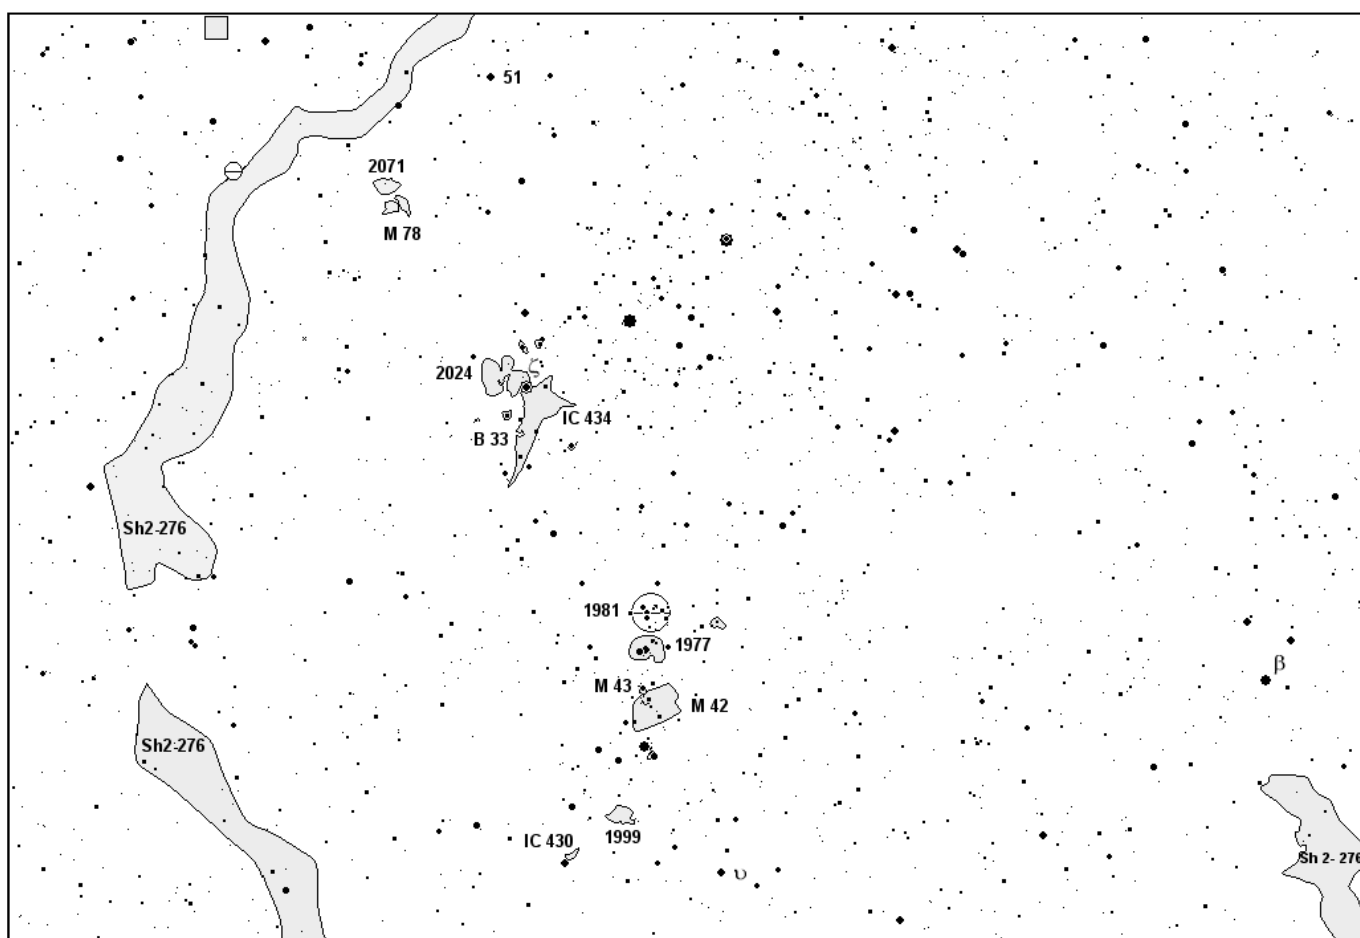 51
2071
M 78
2024
ζ
IC 434
B 33
Sh2-276
1981
1977
β
M 43
M 42
Sh2-276
1999
IC 430
Sh 2- 276
υ